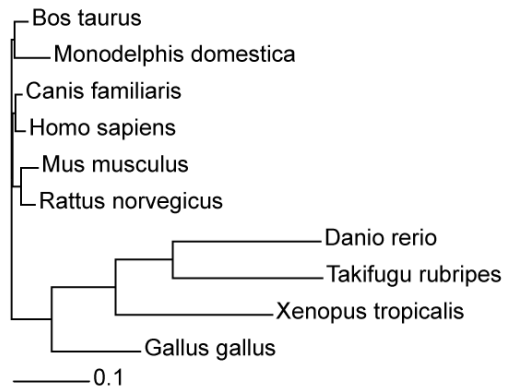 Bos taurus
Monodelphis domestica
Canis familiaris
Homo sapiens
Mus musculus
Rattus norvegicus
Danio rerio
Takifugu rubripes
Xenopus tropicalis
Gallus gallus
0.1